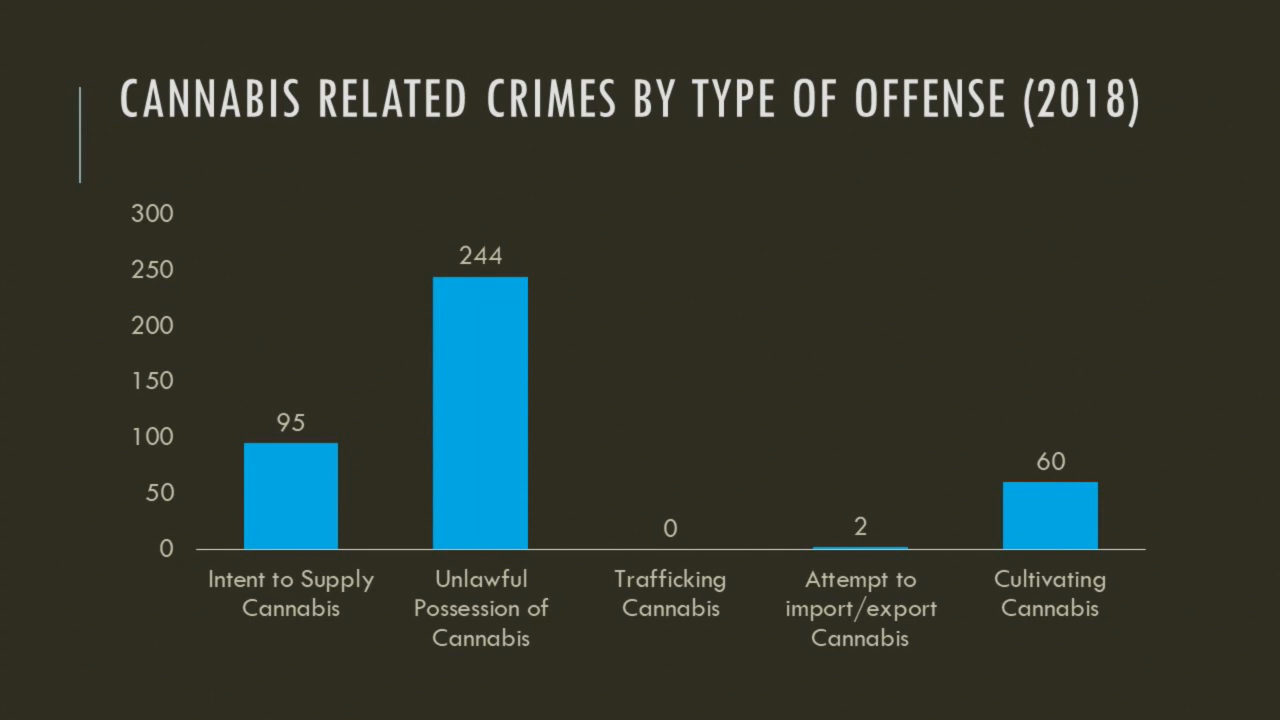 CANNABIS RELATED CRIMES BY TYPE OF OFFENSE (2018)
300
250
200
150
100
50
0
95
244
0
2
60
Intent to Supply
Cannabis
Unlawful
Possession of
Cannabis
Trafficking
Cannabis
Attempt to
import/export
Cannabis
Cultivating
Cannabis